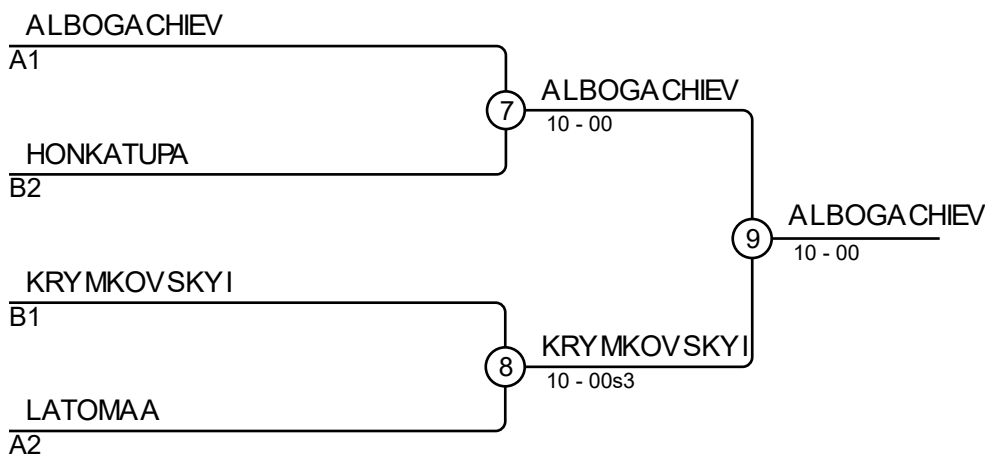 ALBOGACHIEV
A1
7
ALBOGACHIEV
10 - 00
HONKATUPA
B2
9
ALBOGACHIEV
10 - 00
KRYMKOVSKYI
B1
8
KRYMKOVSKYI
10 - 00s3
LATOMAA
A2